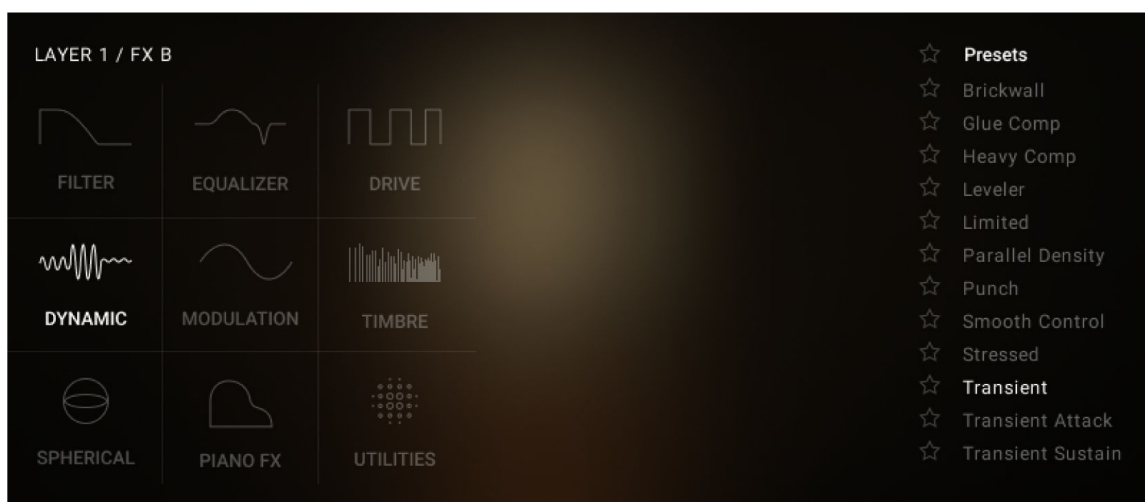 LAYER 1 / FX B
FILTER
EQUALIZER
DRIVE
DYNAMIC
MODULATION
TIMBRE
SPHERICAL
PIANO FX
UTILITIES
Presets
Brickwall
Glue Comp
Heavy Comp
Leveler
Limited
Parallel Density
Punch
Smooth Control
Stressed
Transient
Transient Attack
Transient Sustain